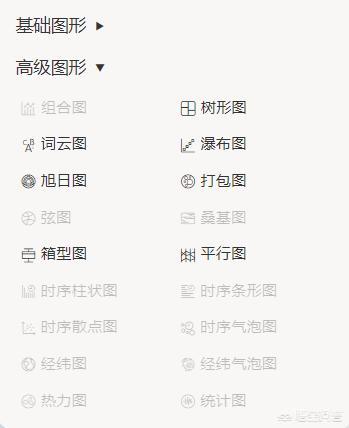 基础图形
高级图形
组合图 树形图
词云图 瀑布图
旭日图 打包图
弦图 桑基图
箱型图 平行图
时序柱状图 时序条形图
时序散点图 时序气泡图
经纬图 经纬气泡图
热力图 统计图